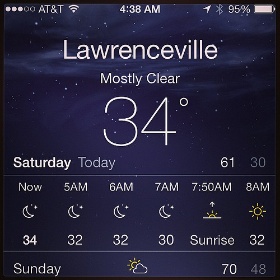 AT&T 4:38 AM 95%
Lawrenceville
Mostly Clear
34°
Saturday Today 61 30
Now 5AM 6AM 7AM 7:50AM 8AM
34 32 32 30 Sunrise 32
Sunday 70 48